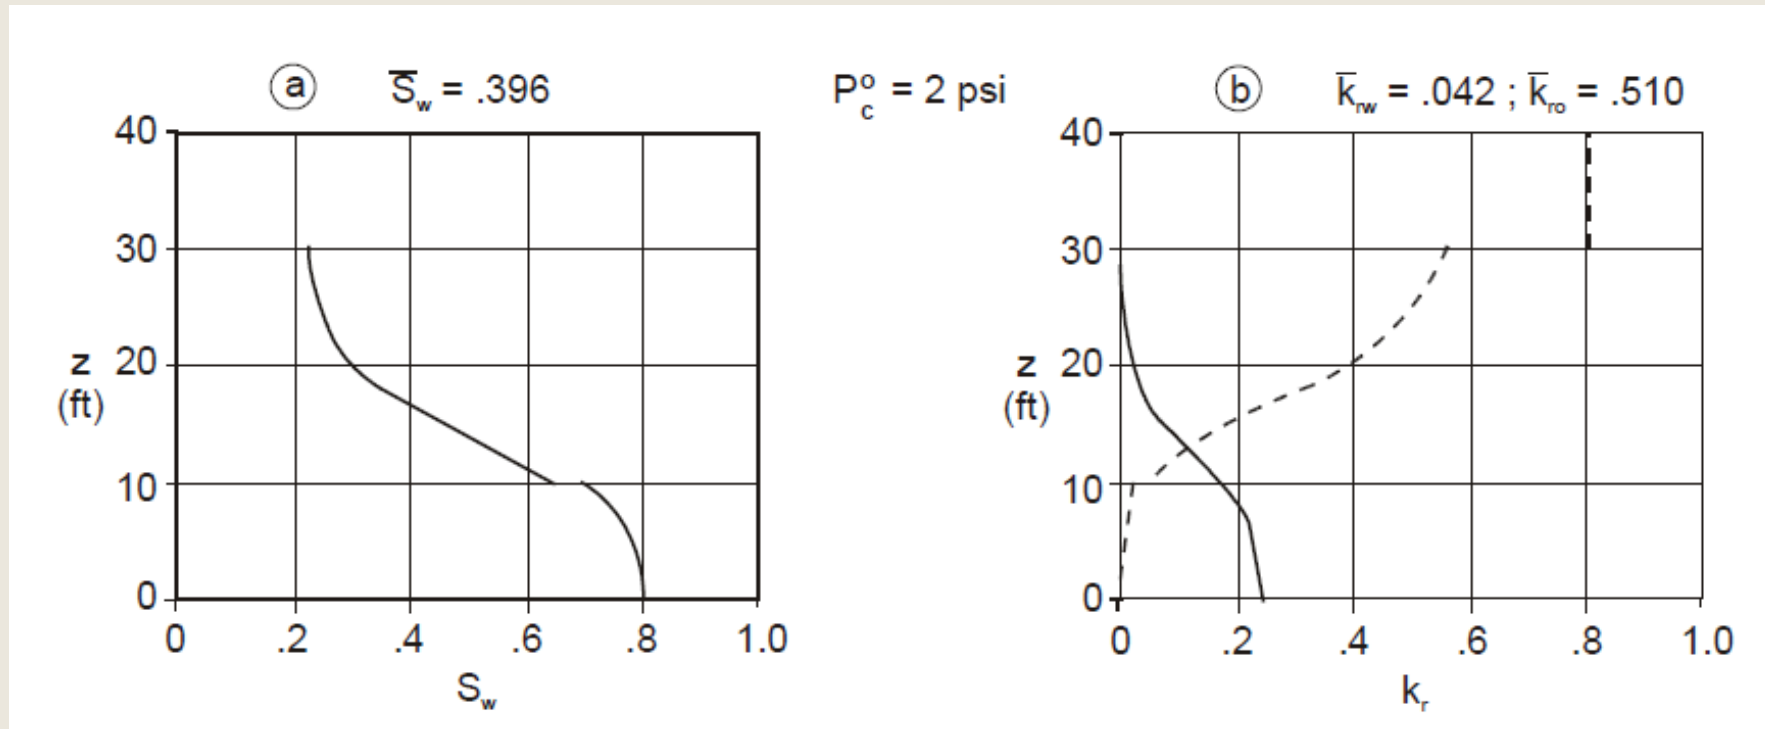 a S̅w = .396
P°c = 2 psi
b k̅rw = .042 ; k̅ro = .510
40
30
20
10
0
z
(ft)
0 .2 .4 .6 .8 1.0
Sw
40
30
20
10
0
z
(ft)
0 .2 .4 .6 .8 1.0
kr